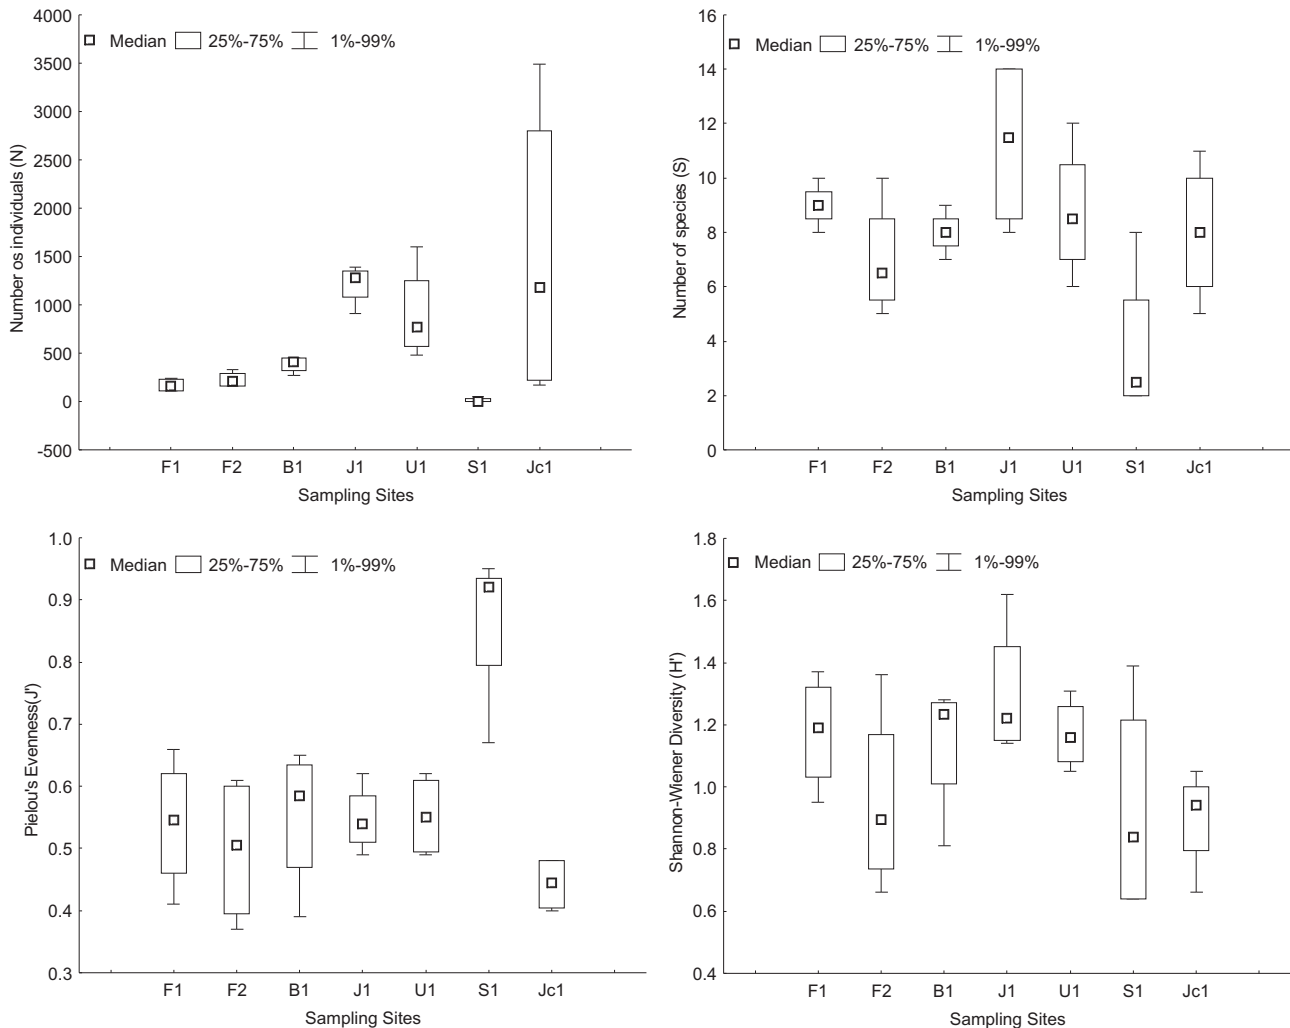 Median 25%-75% 1%-99%
Number os individuals (N)
4000
3500
3000
2500
2000
1500
1000
500
0
-500
F1 F2 B1 J1 U1 S1 Jc1
Sampling Sites
Median 25%-75% 1%-99%
Number of species (S)
16
14
12
10
8
6
4
2
0
F1 F2 B1 J1 U1 S1 Jc1
Sampling Sites
Median 25%-75% 1%-99%
Pielou's Evenness(J')
1.0
0.9
0.8
0.7
0.6
0.5
0.4
0.3
F1 F2 B1 J1 U1 S1 Jc1
Sampling Sites
Median 25%-75% 1%-99%
Shannon-Wiener Diversity (H')
1.8
1.6
1.4
1.2
1.0
0.8
0.6
0.4
F1 F2 B1 J1 U1 S1 Jc1
Sampling Sites